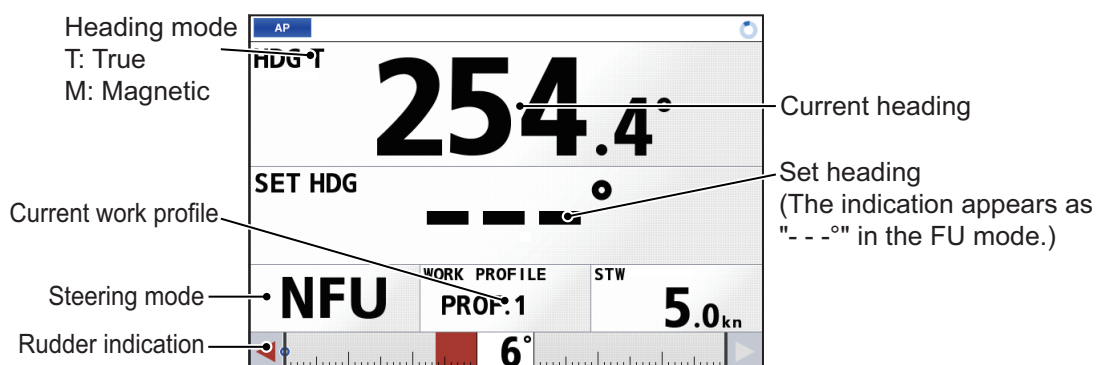 Heading mode
T: True
M: Magnetic
AP
HDG T
254.4°
Current heading
SET HDG
---°
Set heading
(The indication appears as
"- - -°" in the FU mode.)
Current work profile
Steering mode
NFU
WORK PROFILE
PROF.1
STW
5.0kn
Rudder indication
6°